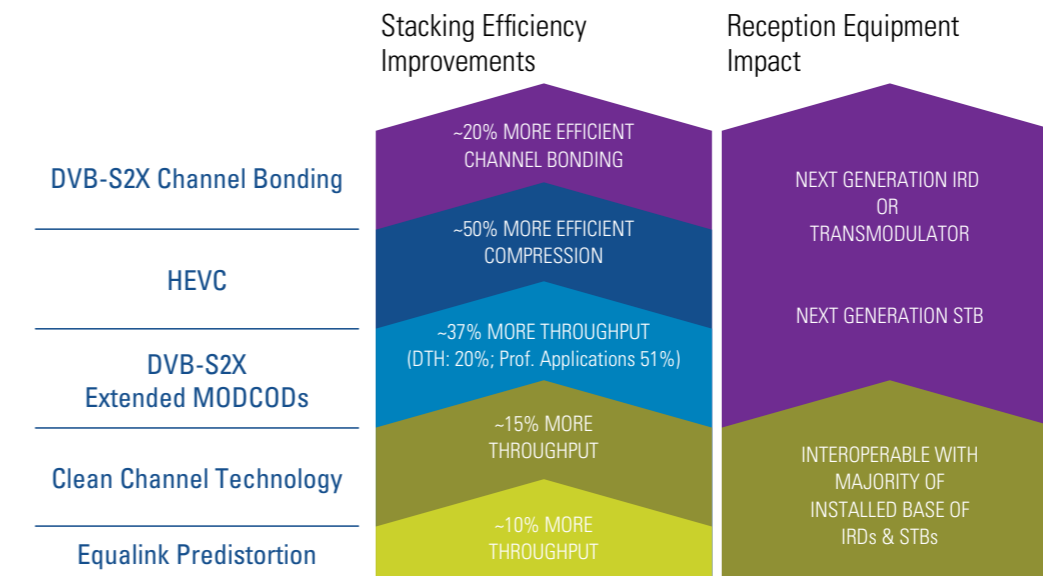 Stacking Efficiency
Improvements
Reception Equipment
Impact
DVB-S2X Channel Bonding
HEVC
DVB-S2X
Extended MODCODs
Clean Channel Technology
Equalink Predistortion
~20% MORE EFFICIENT
CHANNEL BONDING
~50% MORE EFFICIENT
COMPRESSION
~37% MORE THROUGHPUT
(DTH: 20%; Prof. Applications 51%)
~15% MORE
THROUGHPUT
~10% MORE
THROUGHPUT
NEXT GENERATION IRD
OR
TRANSMODULATOR
NEXT GENERATION STB
INTEROPERABLE WITH
MAJORITY OF
INSTALLED BASE OF
IRDs & STBs